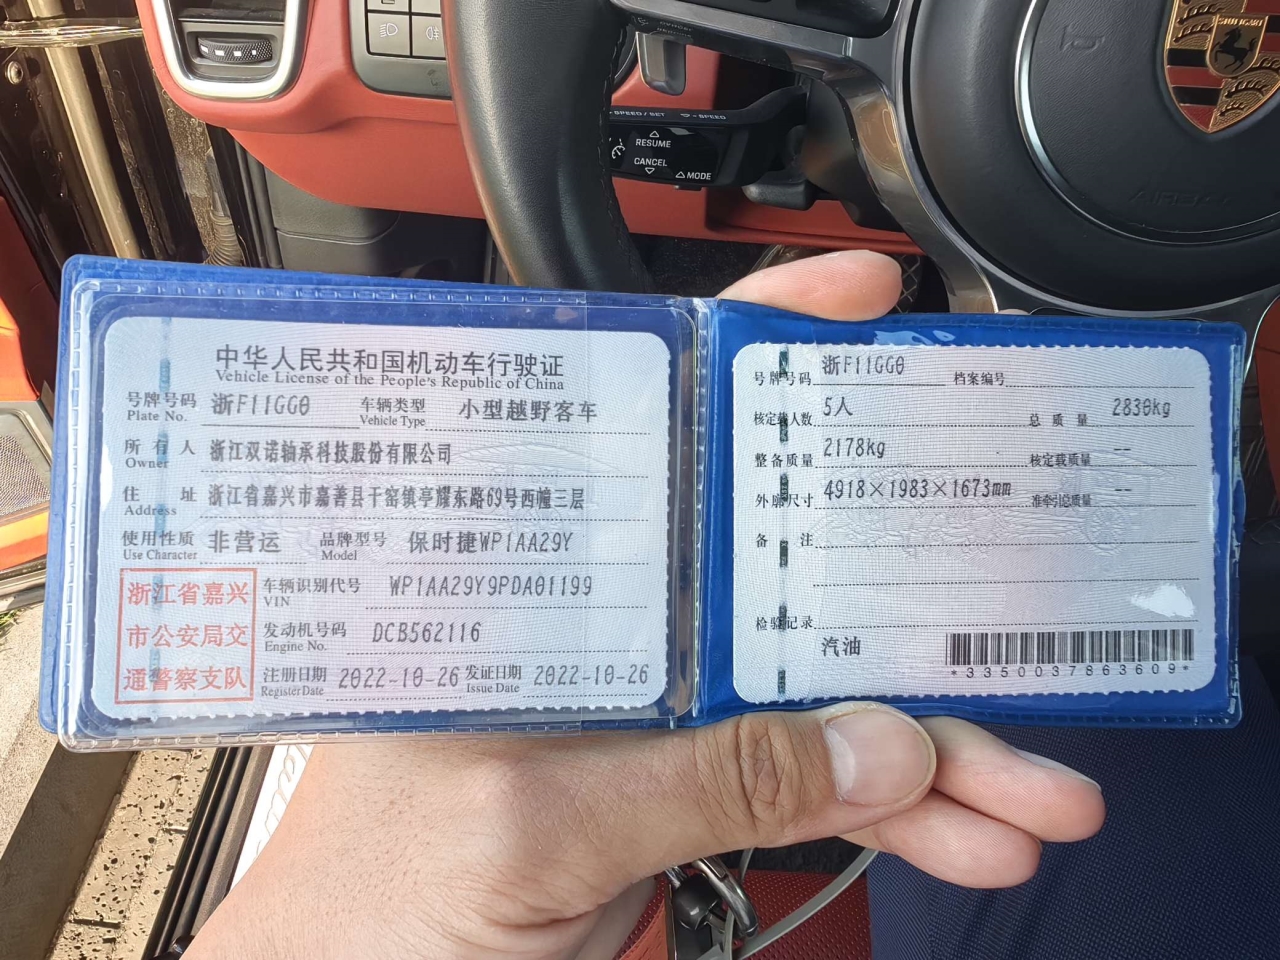 STUTTGART
SPEED / SET
- SPEED
RESUME
CANCEL
MODE
AIRBAG
中华人民共和国机动车行驶证
Vehicle License of the People's Republic of China
号牌号码 浙F11GG0 车辆类型 小型越野客车
Plate No. Vehicle Type
所有人 浙江双诺轴承科技股份有限公司
Owner
住址 浙江省嘉兴市嘉善县干窑镇亭耀东路69号西幢三层
Address
使用性质 非营运 品牌型号 保时捷WP1AA29Y
Use Character Model
浙江省嘉兴
市公安局交
通警察支队
车辆识别代号 WP1AA29Y9PDA01199
VIN
发动机号码 DCB562116
Engine No.
注册日期 2022-10-26 发证日期 2022-10-26
Register Date Issue Date
号牌号码 浙F11GG0 档案编号
核定载人数 5人 总质量 2830kg
整备质量 2178kg 核定载质量 --
外廓尺寸 4918×1983×1673mm 准牵引总质量 --
备注
检验记录
汽油
*3350037863609*